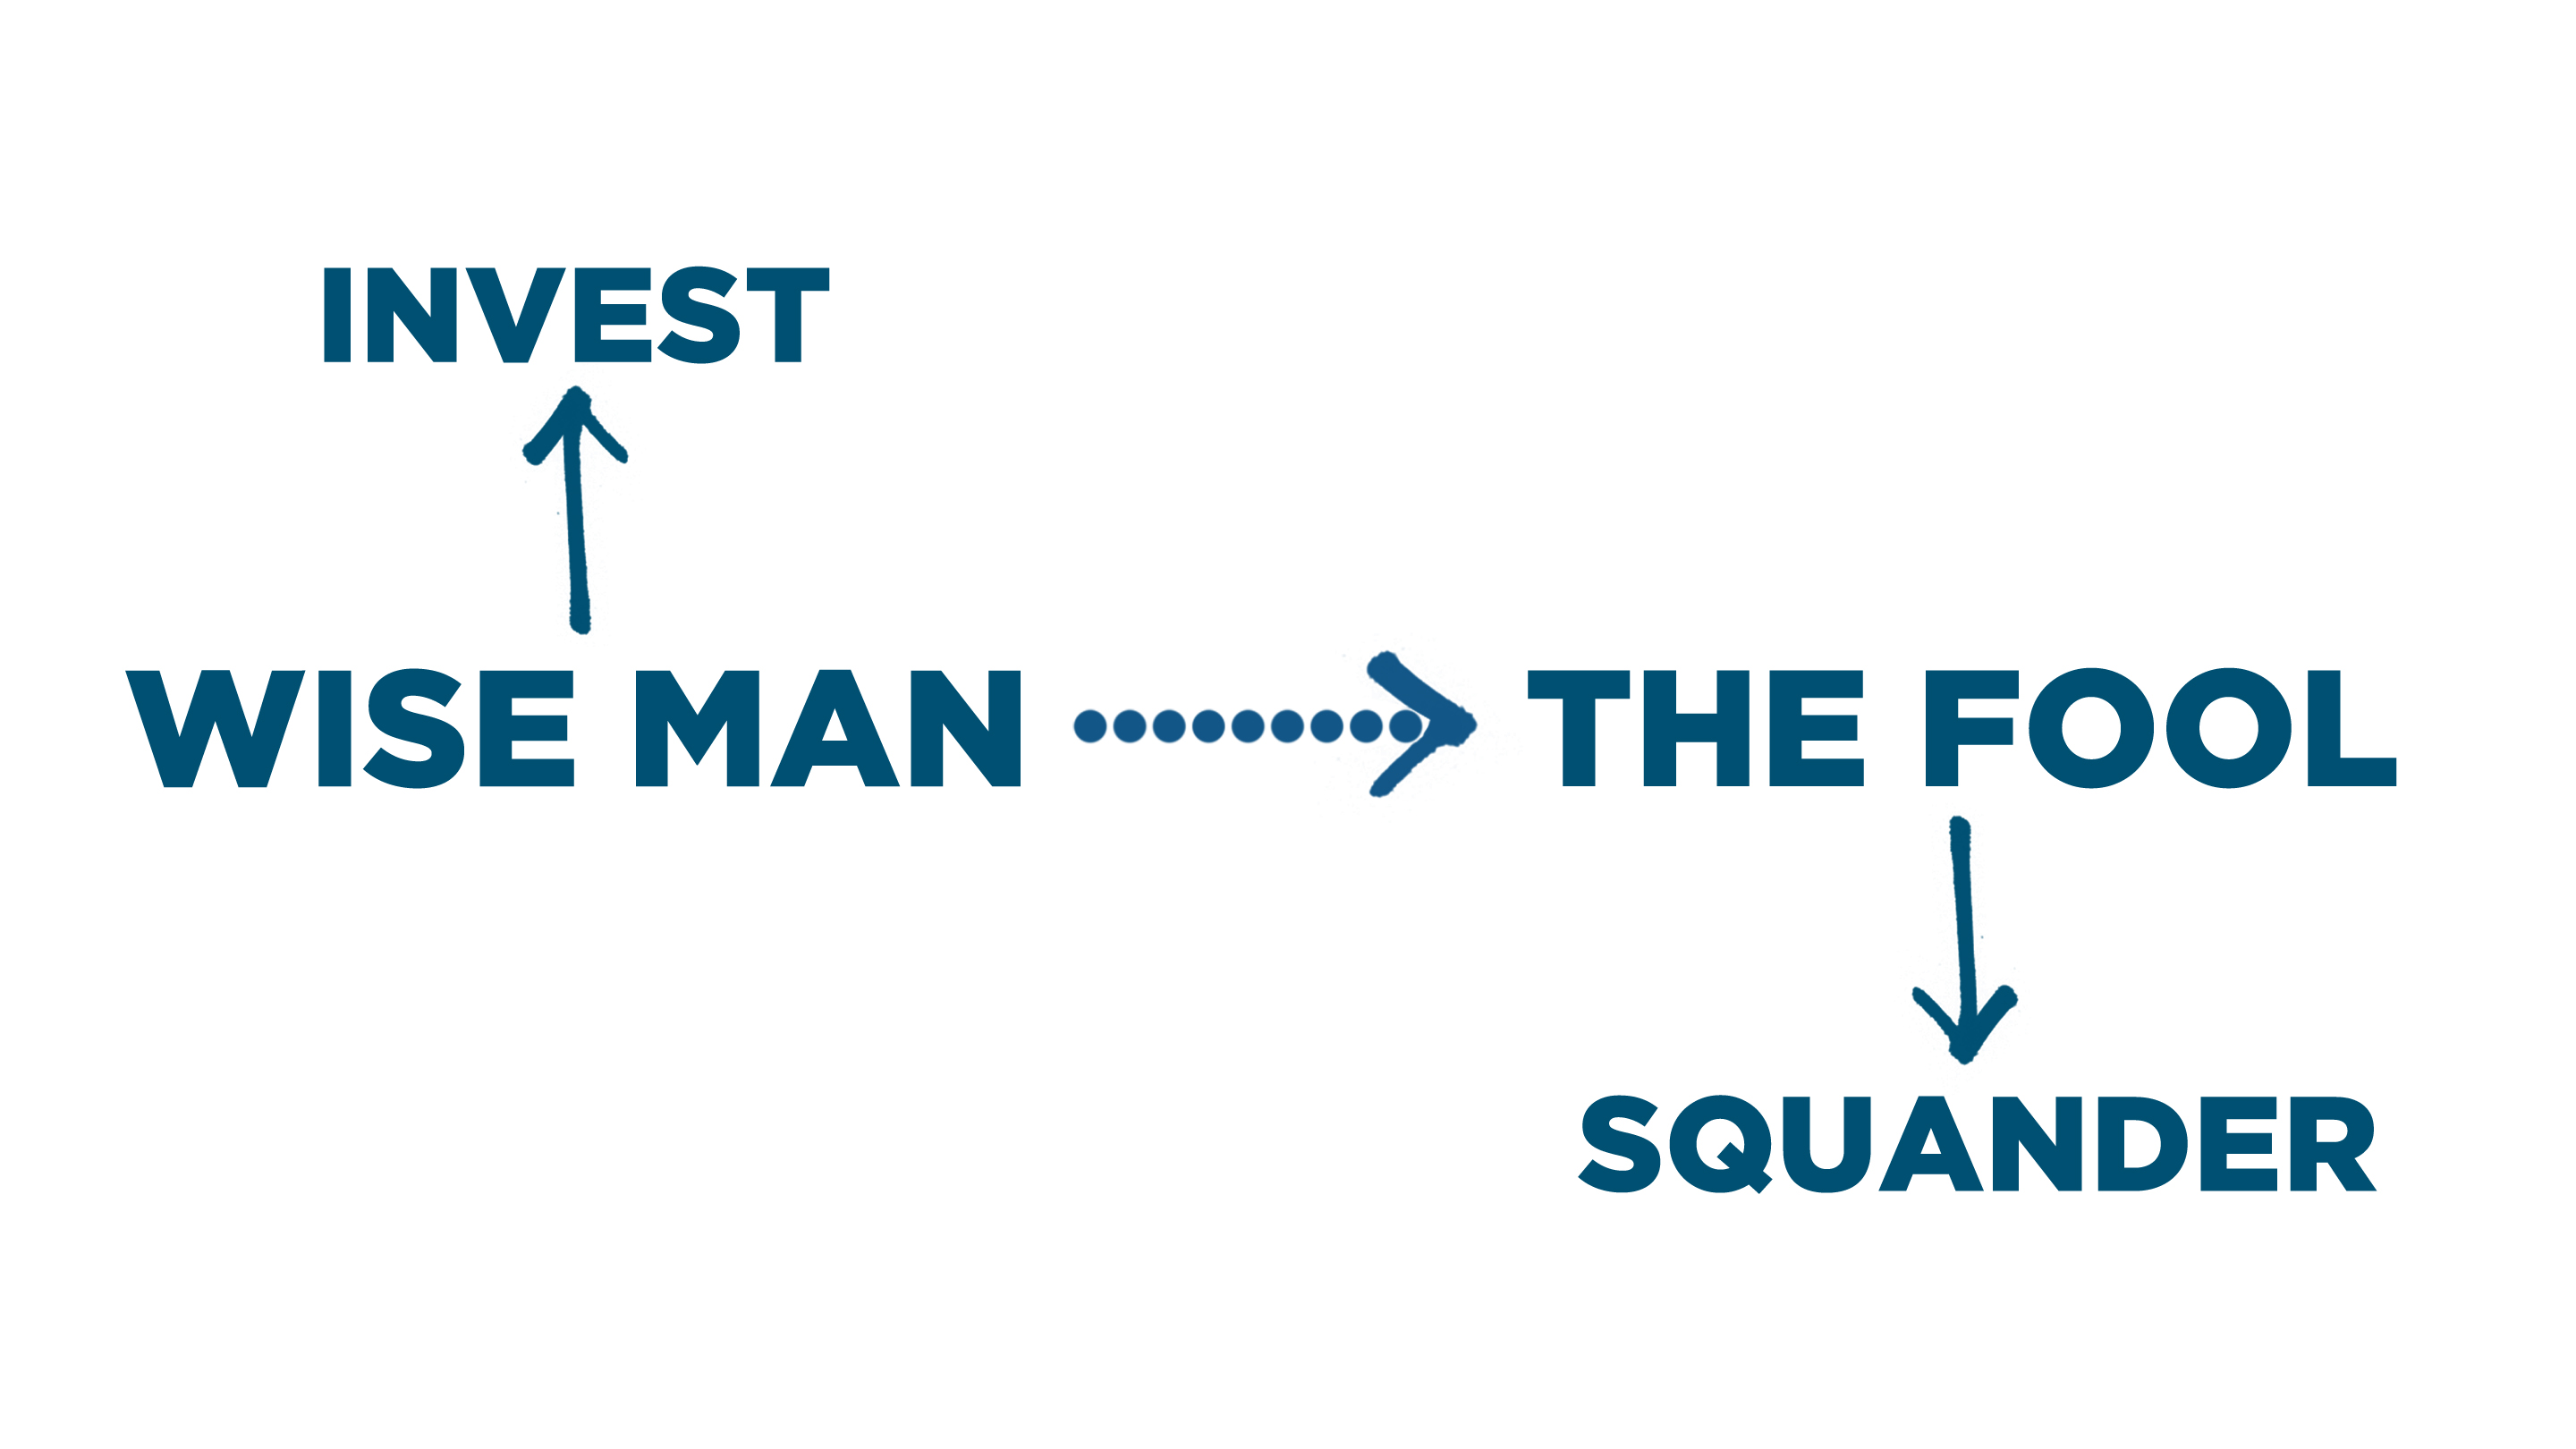 INVEST
WISE MAN
THE FOOL
SQUANDER